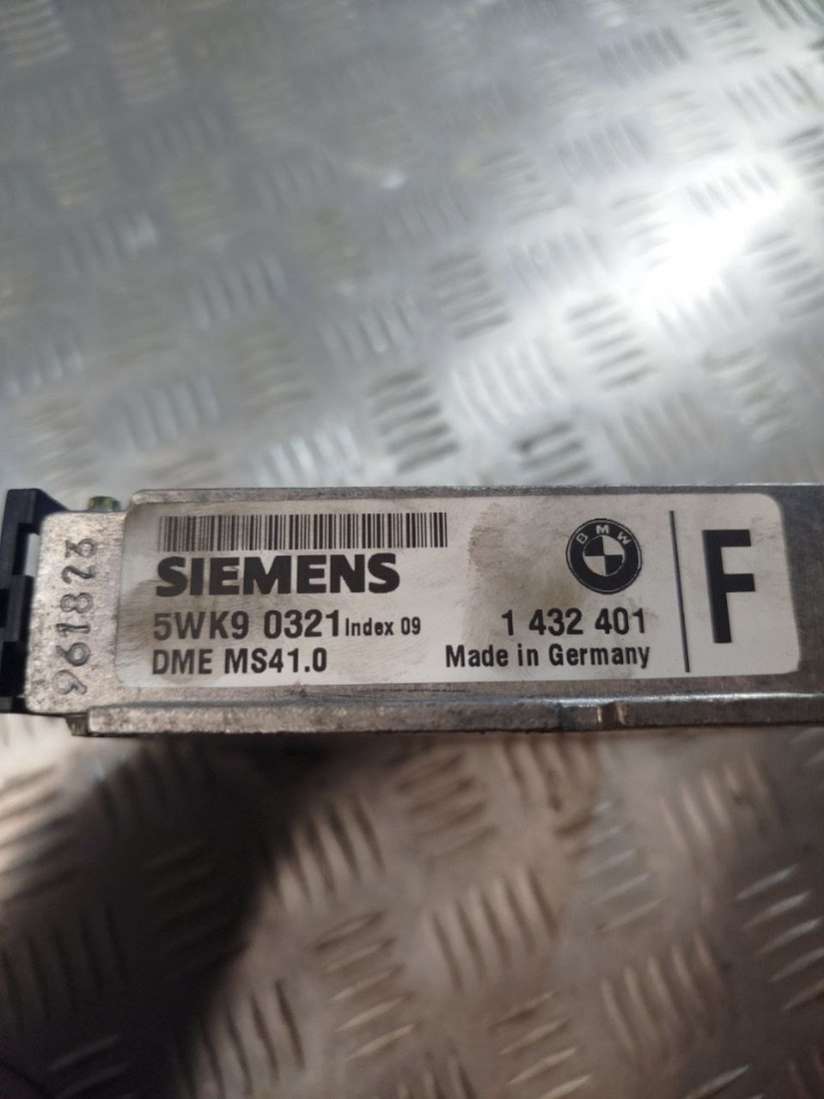 SIEMENS
5WK9 0321 Index 09
DME MS41.0
BMW
1 432 401
Made in Germany
F
961823